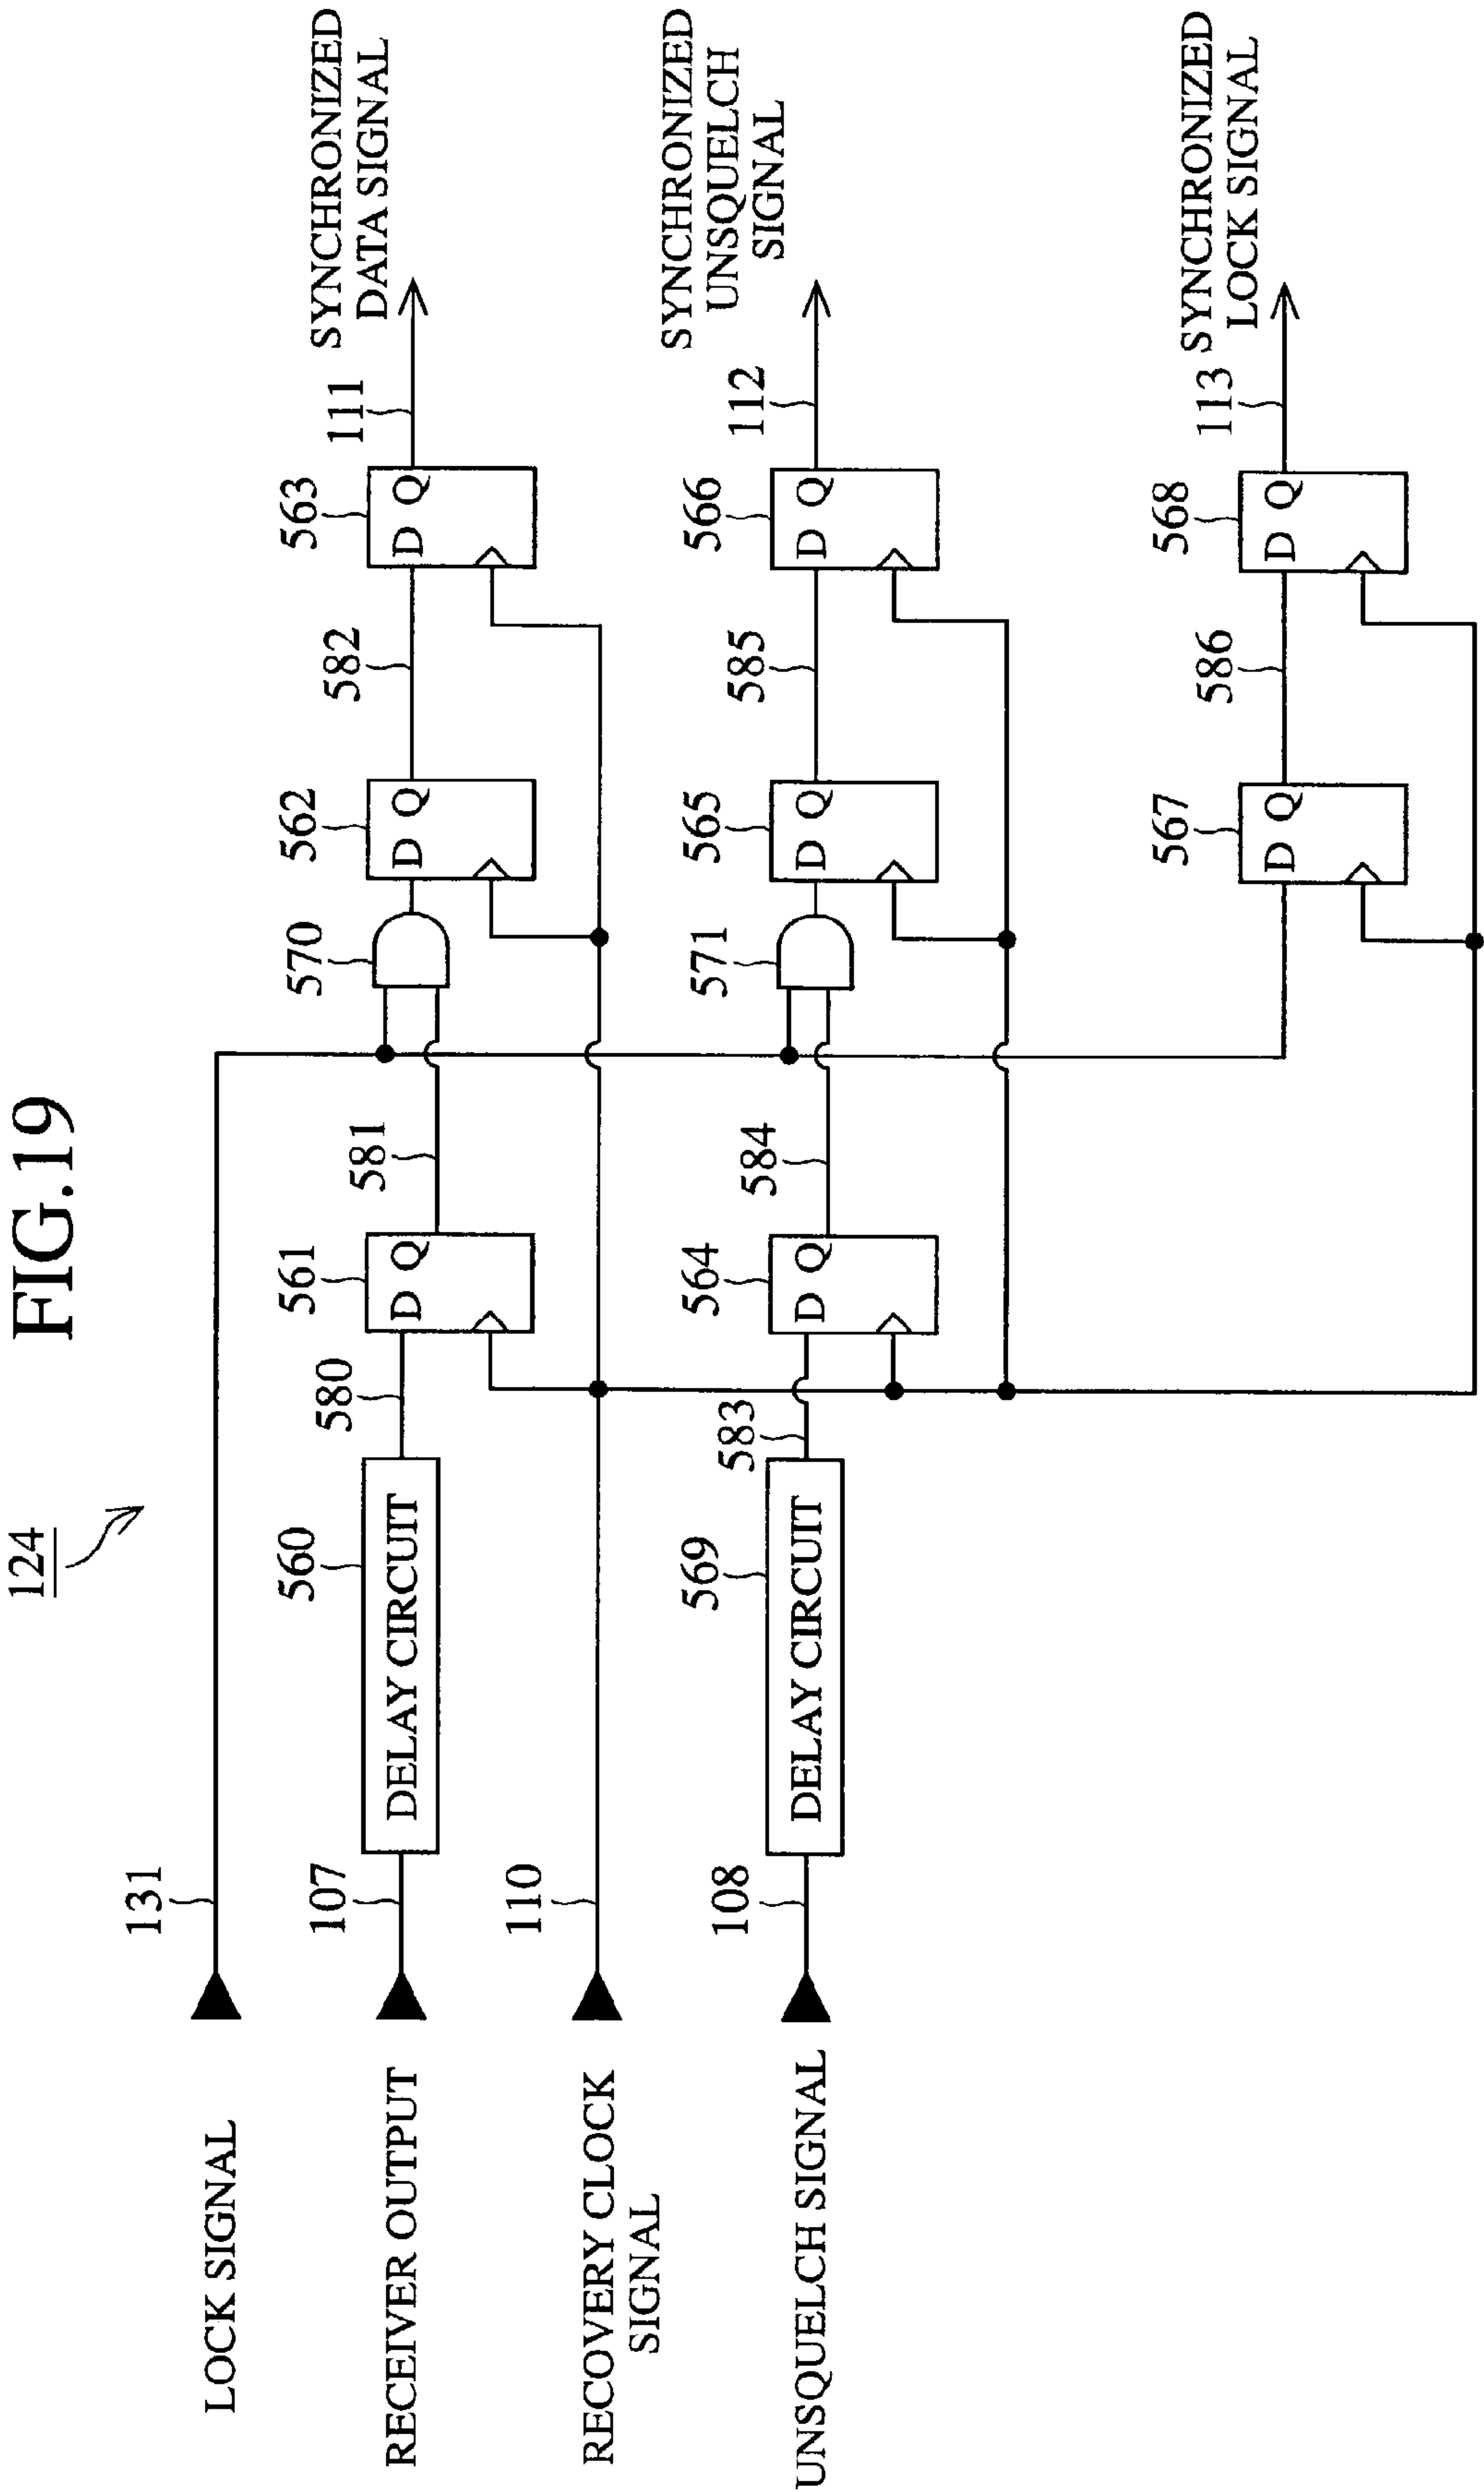 FIG.19
124
LOCK SIGNAL
131
RECEIVER OUTPUT
107
560
DELAY CIRCUIT
580
561
D Q
581
570
562
D Q
582
563
D Q
111
SYNCHRONIZED
DATA SIGNAL
RECOVERY CLOCK
SIGNAL
110
UNSQUELCH SIGNAL
108
569
DELAY CIRCUIT
583
564
D Q
584
571
565
D Q
585
566
D Q
112
SYNCHRONIZED
UNSQUELCH
SIGNAL
567
D Q
586
568
D Q
113
SYNCHRONIZED
LOCK SIGNAL